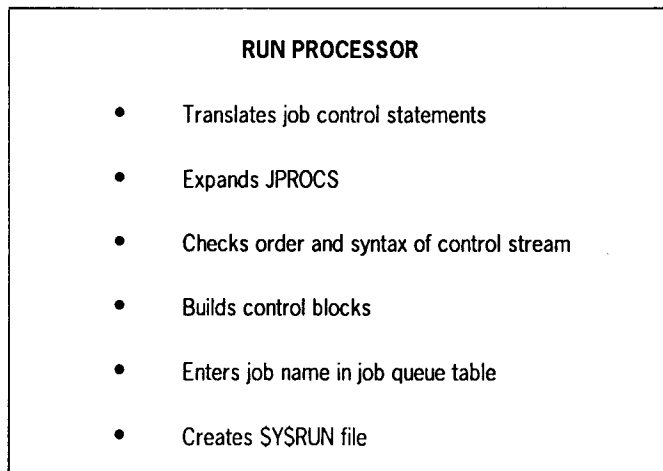 RUN PROCESSOR
• Translates job control statements
• Expands JPROCS
• Checks order and syntax of control stream
• Builds control blocks
• Enters job name in job queue table
• Creates $Y$RUN file